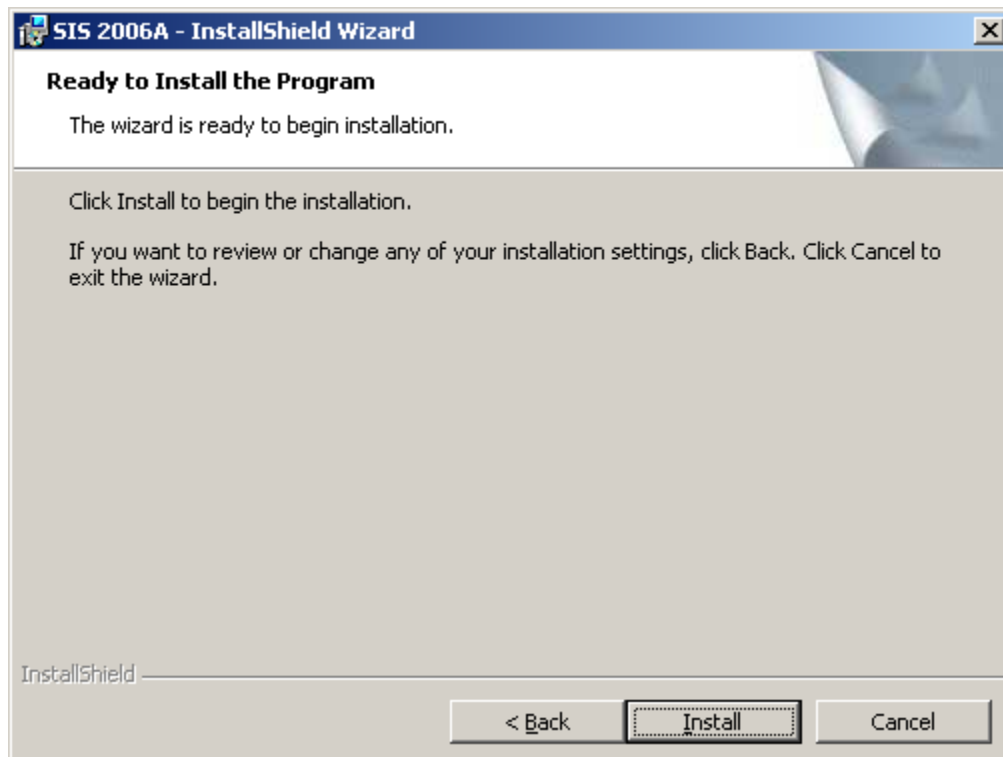 SIS 2006A - InstallShield Wizard
Ready to Install the Program
The wizard is ready to begin installation.
Click Install to begin the installation.
If you want to review or change any of your installation settings, click Back. Click Cancel to
exit the wizard.
InstallShield
< Back
Install
Cancel